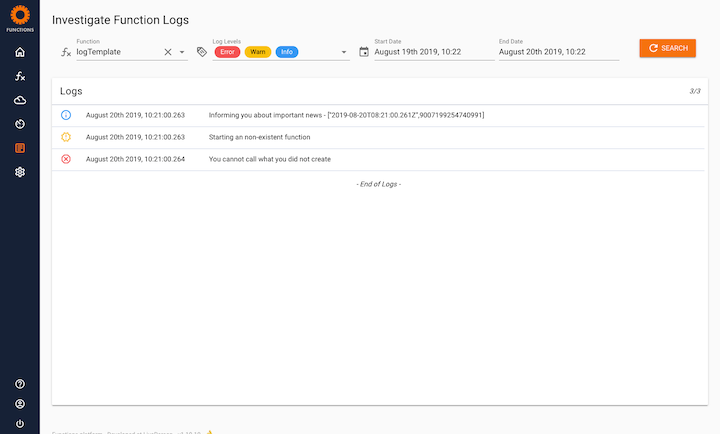 FUNCTIONS
Investigate Function Logs
Function
logTemplate
Log Levels
Error
Warn
Info
Start Date
August 19th 2019, 10:22
End Date
August 20th 2019, 10:22
SEARCH
Logs
3/3
August 20th 2019, 10:21:00.263 Informing you about important news - ["2019-08-20T08:21:00.261Z",9007199254740991]
August 20th 2019, 10:21:00.263 Starting an non-existent function
August 20th 2019, 10:21:00.264 You cannot call what you did not create
- End of Logs -